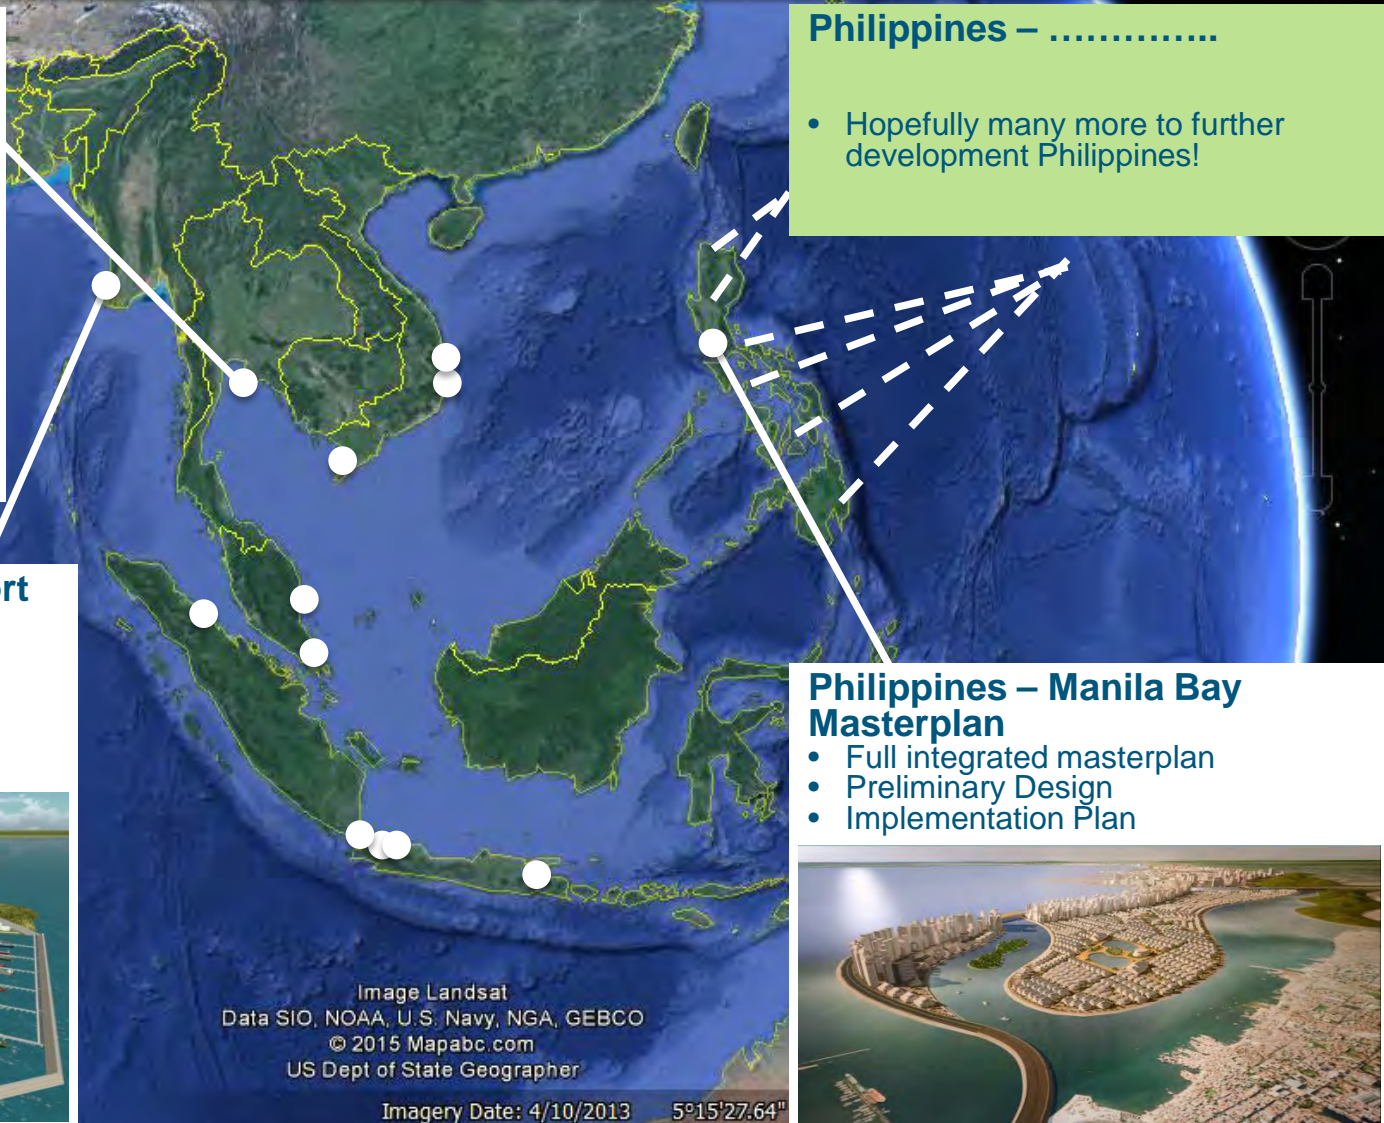 Philippines – …………..
• Hopefully many more to further
development Philippines!
rt
Philippines – Manila Bay
Masterplan
• Full integrated masterplan
• Preliminary Design
• Implementation Plan
Image Landsat
Data SIO, NOAA, U.S. Navy, NGA, GEBCO
© 2015 Mapabc.com
US Dept of State Geographer
Imagery Date: 4/10/2013 5°15'27.64"